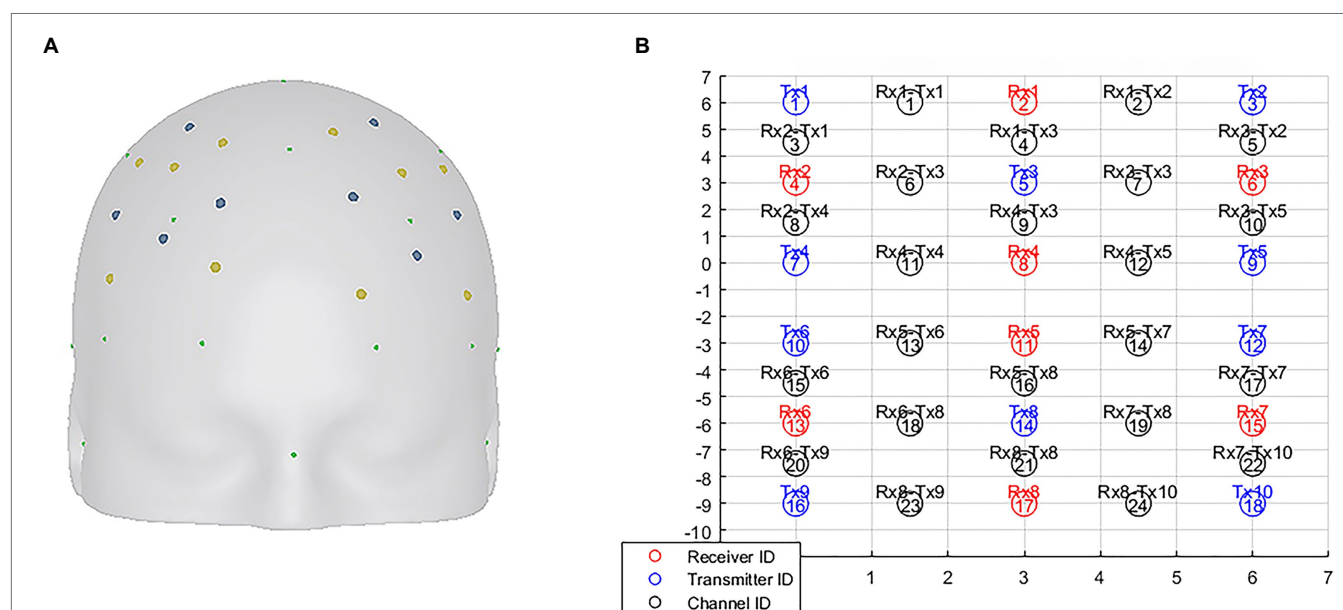 A
B
7
6
5
4
3
2
1
0
-1
-2
-3
-4
-5
-6
-7
-8
-9
-10
Tx1 Rx1-Tx1 Rx1 Rx1-Tx2 Tx2
1 1 2 2 3
Rx2-Tx1 Rx1-Tx3 Rx3-Tx2
3 4 5
Rx2 Rx2-Tx3 Tx3 Rx3-Tx3 Rx3
4 6 5 7 6
Rx2-Tx4 Rx4-Tx3 Rx3-Tx5
8 9 10
Tx4 Rx4-Tx4 Rx4 Rx4-Tx5 Tx5
7 11 8 12 9
Tx6 Rx5-Tx6 Rx5 Rx5-Tx7 Tx7
10 13 11 14 12
Rx6-Tx6 Rx5-Tx8 Rx7-Tx7
15 16 17
Rx6 Rx6-Tx8 Tx8 Rx7-Tx8 Rx7
13 18 14 19 15
Rx6-Tx9 Rx8-Tx8 Rx7-Tx10
20 21 22
Tx9 Rx8-Tx9 Rx8 Rx8-Tx10 Tx10
16 23 17 24 18
1 2 3 4 5 6 7
Receiver ID
Transmitter ID
Channel ID